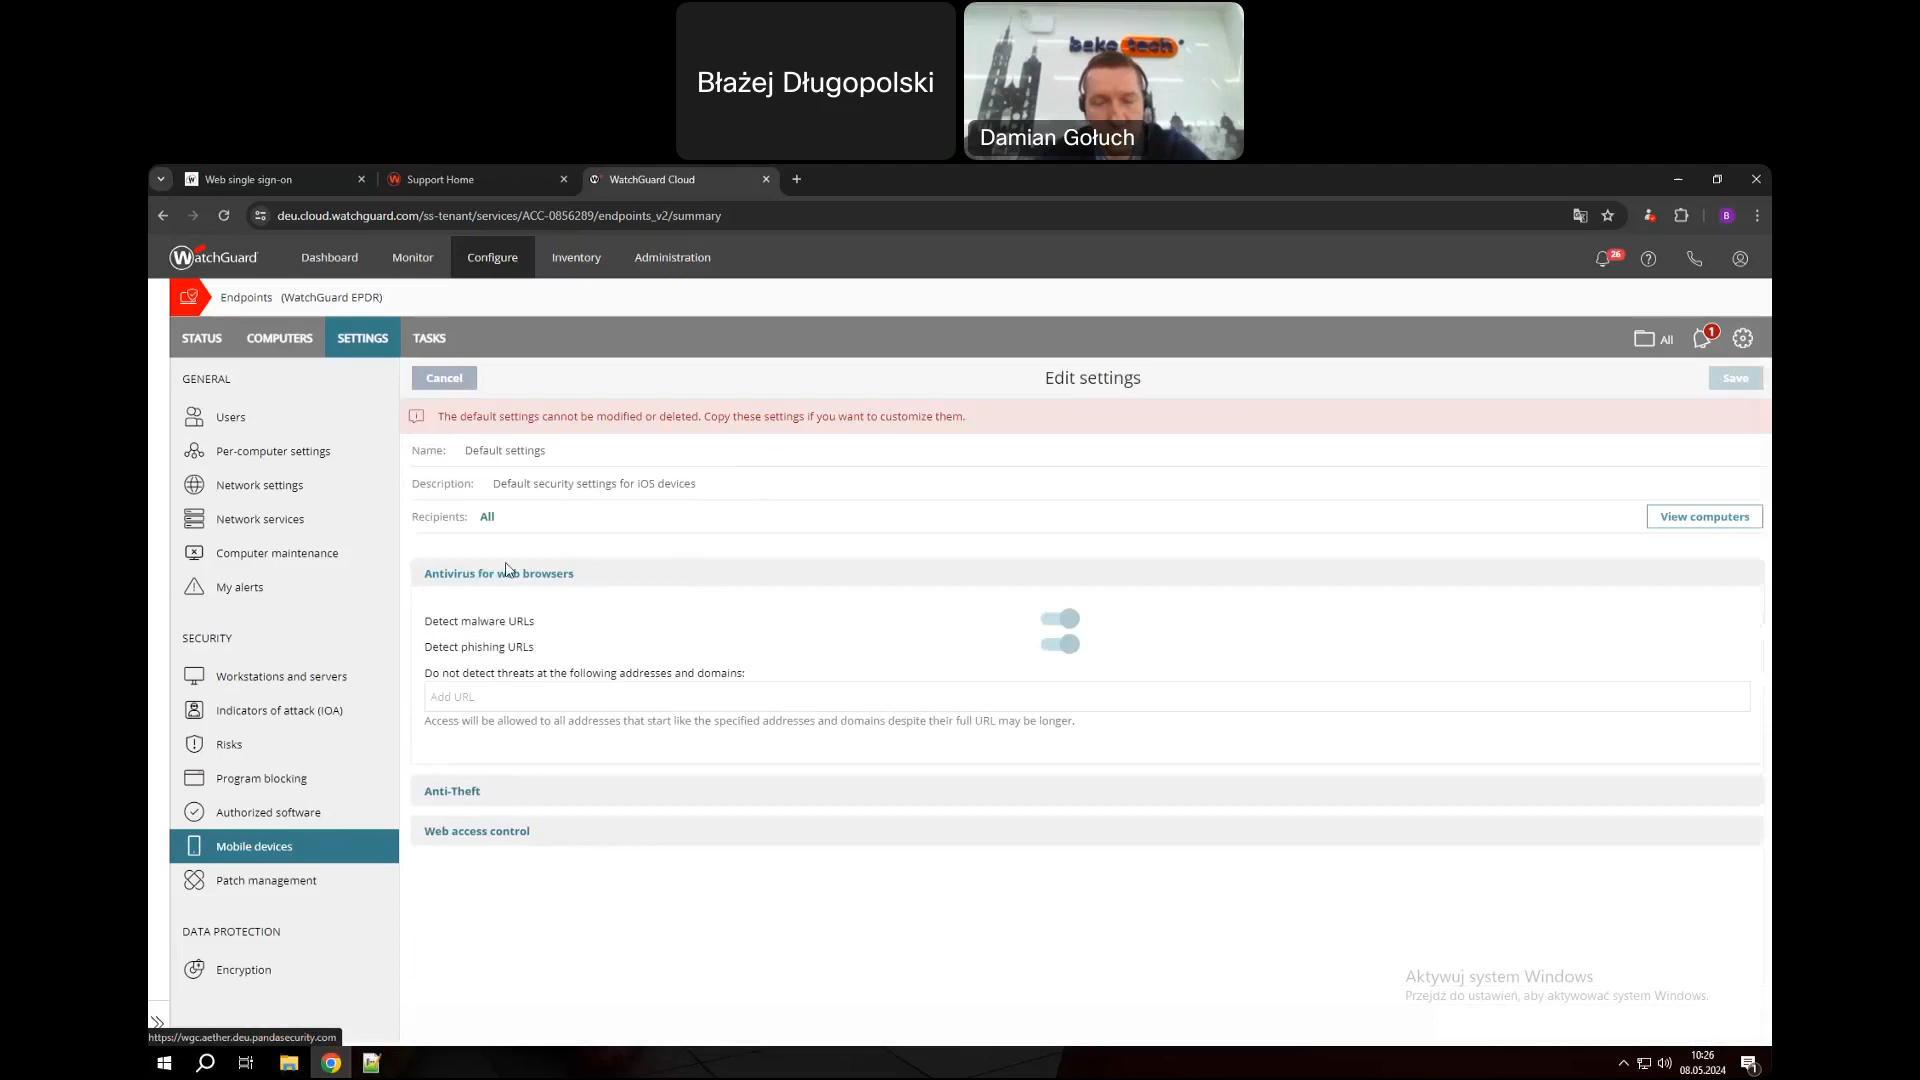 Błażej Długopolski
bakotech
Damian Gołuch
Web single sign-on
Support Home
WatchGuard Cloud
deu.cloud.watchguard.com/ss-tenant/services/ACC-0856289/endpoints_v2/summary
B
WatchGuard
Dashboard
Monitor
Configure
Inventory
Administration
26
Endpoints (WatchGuard EPDR)
STATUS
COMPUTERS
SETTINGS
TASKS
All
1
GENERAL
Users
Per-computer settings
Network settings
Network services
Computer maintenance
My alerts
SECURITY
Workstations and servers
Indicators of attack (IOA)
Risks
Program blocking
Authorized software
Mobile devices
Patch management
DATA PROTECTION
Encryption
Cancel
Edit settings
Save
The default settings cannot be modified or deleted. Copy these settings if you want to customize them.
Name: Default settings
Description: Default security settings for iOS devices
Recipients: All
View computers
Antivirus for web browsers
Detect malware URLs
Detect phishing URLs
Do not detect threats at the following addresses and domains:
Add URL
Access will be allowed to all addresses that start like the specified addresses and domains despite their full URL may be longer.
Anti-Theft
Web access control
Aktywuj system Windows
Przejdź do ustawień, aby aktywować system Windows.
https://wgc.aether.deu.pandasecurity.com
10:26
08.05.2024
1